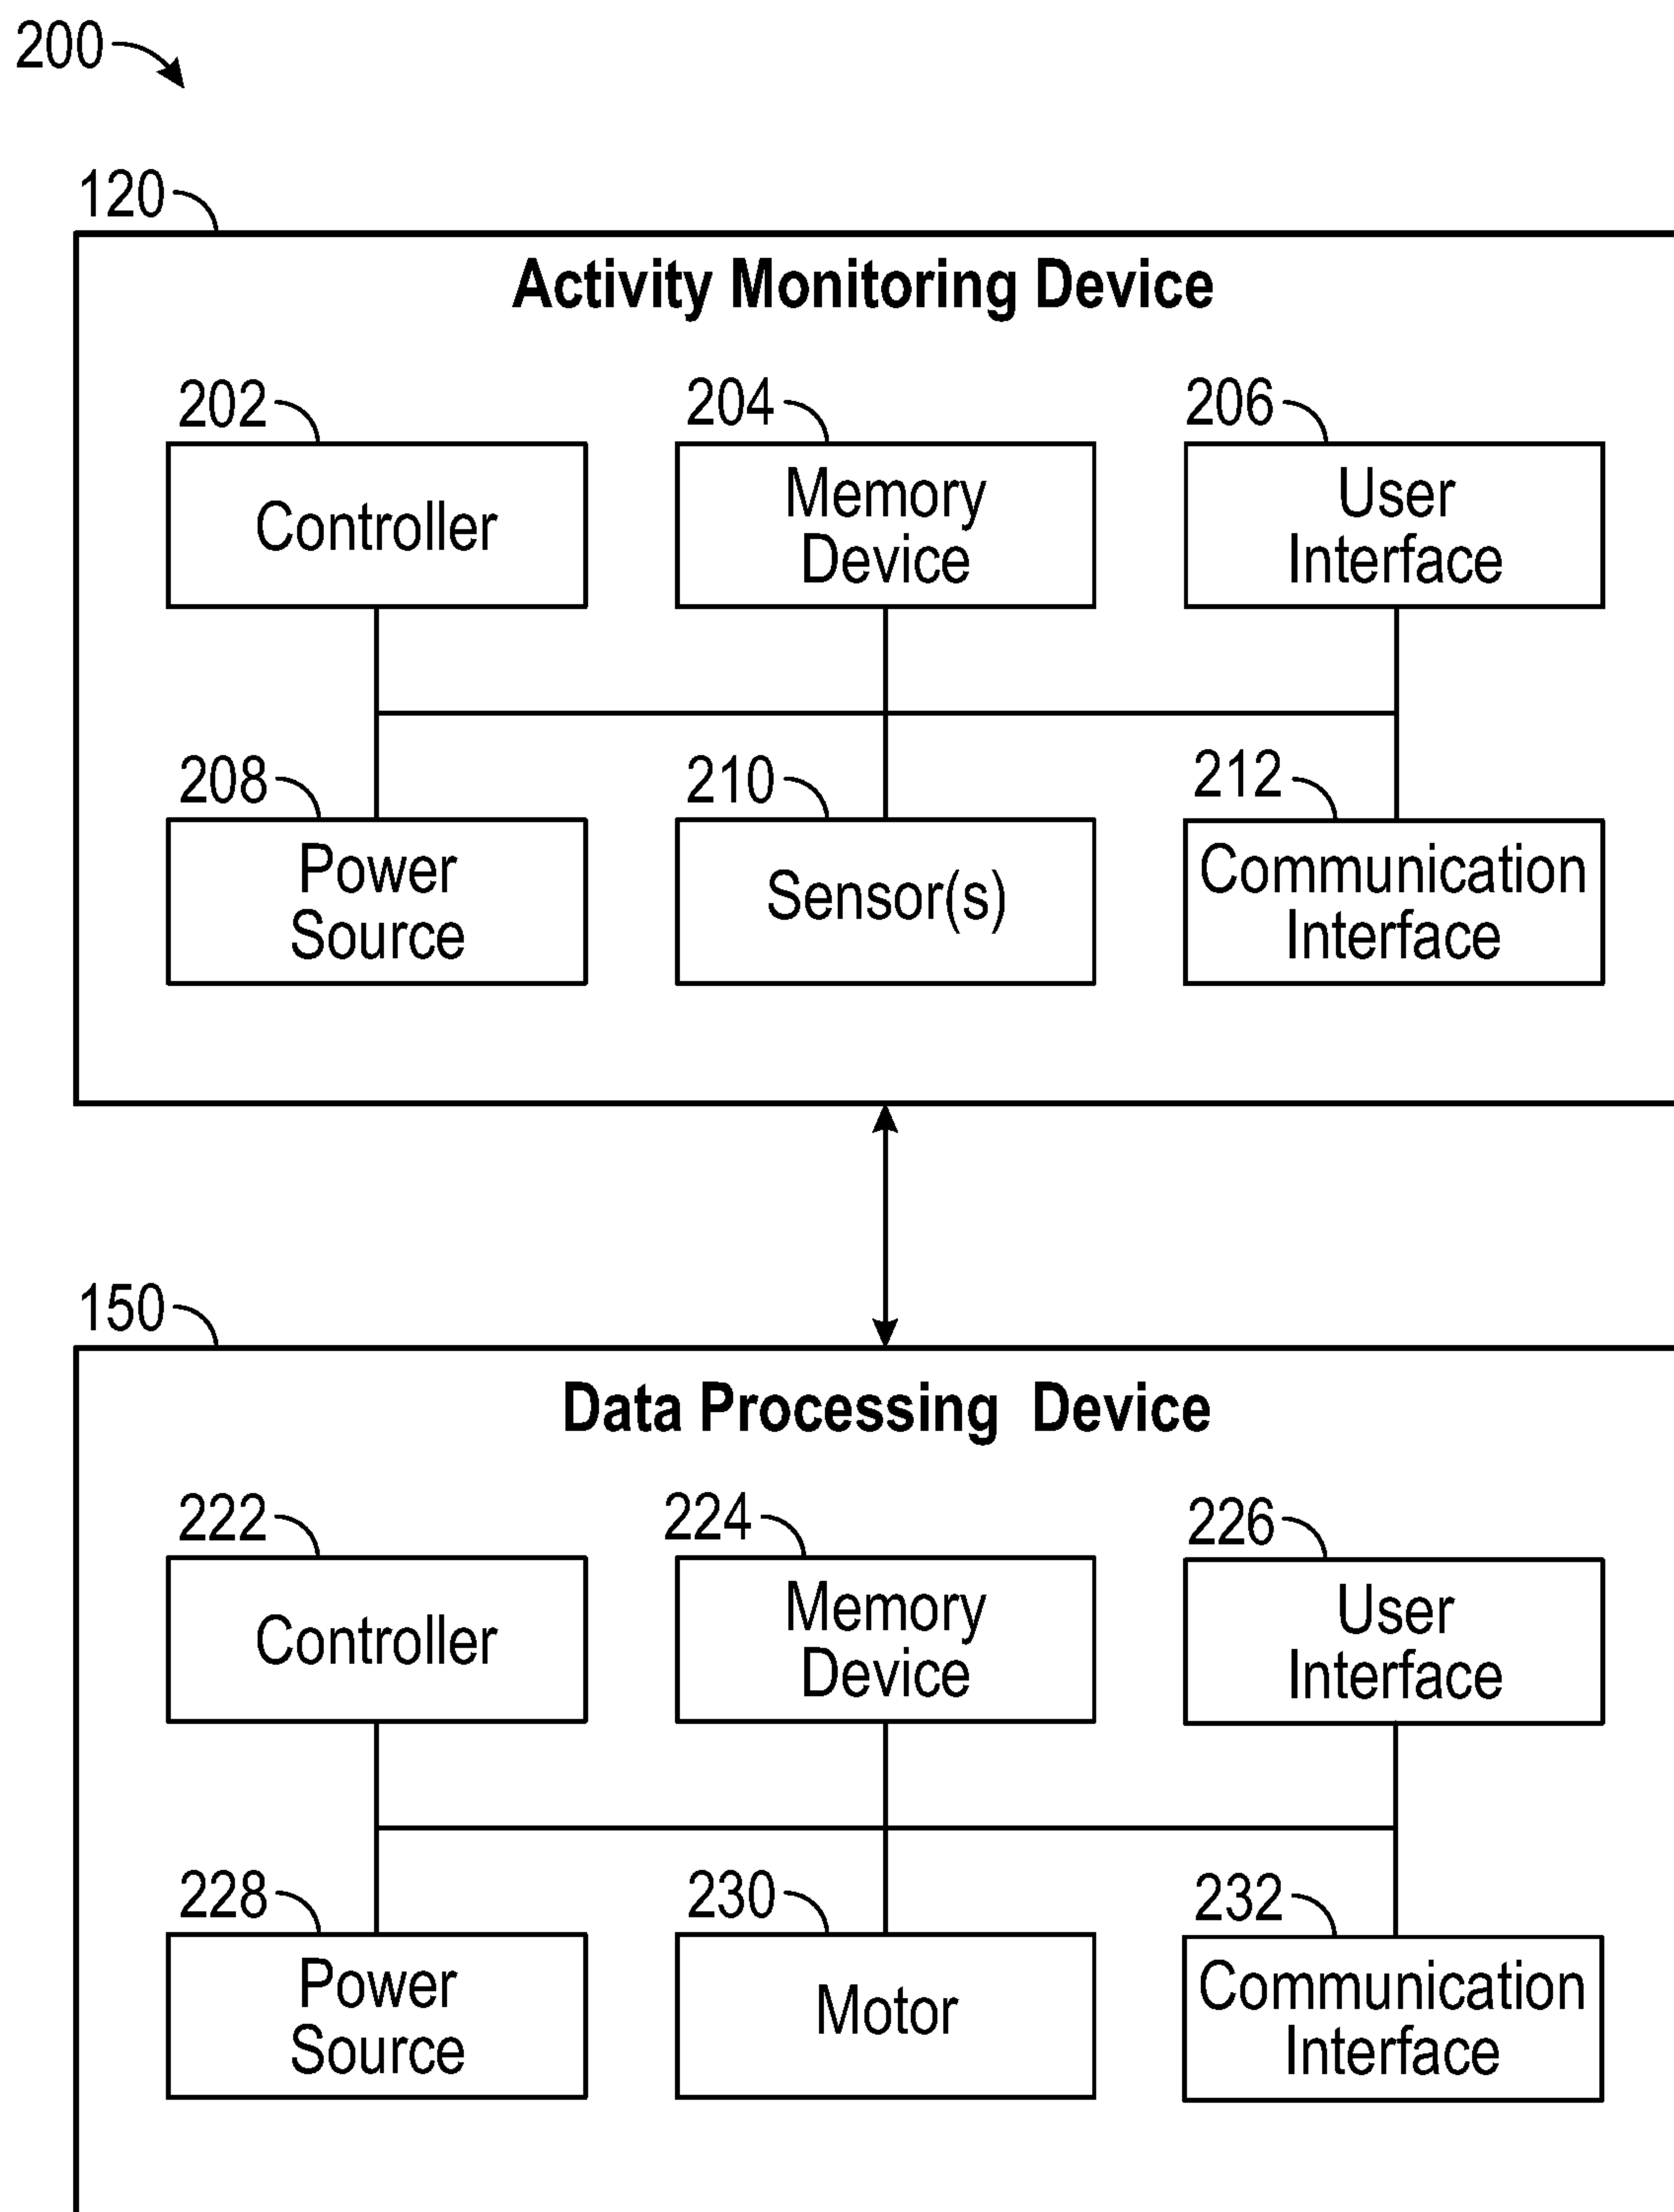 200
120
Activity Monitoring Device
202
204
206
Controller
Memory
Device
User
Interface
208
210
212
Power
Source
Sensor(s)
Communication
Interface
150
Data Processing Device
222
224
226
Controller
Memory
Device
User
Interface
228
230
232
Power
Source
Motor
Communication
Interface